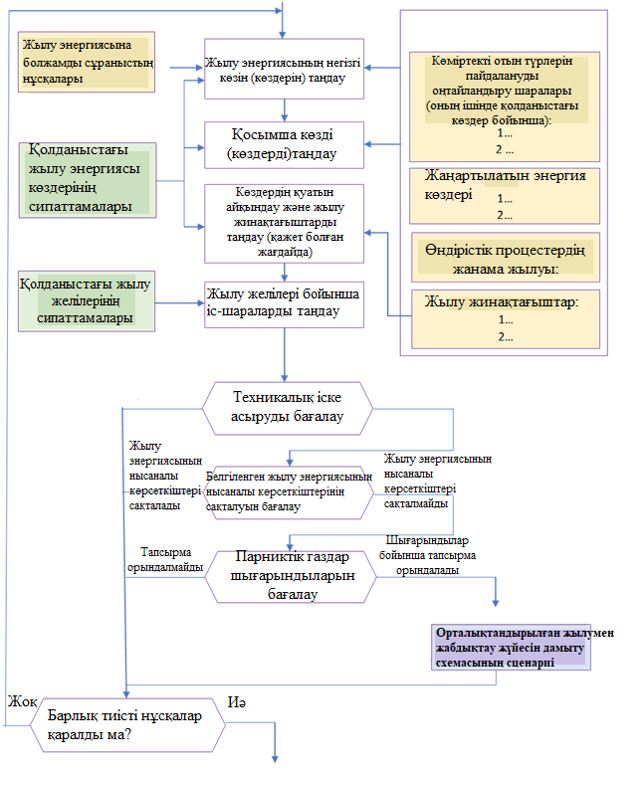 Жылу энергиясына
болжамды сұраныстың
нұсқалары
Жылу энергиясының негізгі
көзін (көздерін) таңдау
Көміртекті отын түрлерін
пайдалануды
оңтайландыру шаралары
(оның ішінде қолданыстағы
көздер бойынша):
1...
2 ...
Қосымша көзді
(көздерді)таңдау
Қолданыстағы
жылу энергиясы
көздерінің
сипаттамалары
Жаңартылатын энергия
көздері
1...
2...
Көздердің қуатын
айқындау және жылу
жинақтағыштарды
таңдау (қажет болған
жағдайда)
Өндірістік процестердің
жанама жылуы:
Қолданыстағы жылу
желілерінің
сипаттамалары
Жылу желілері бойынша
іс-шараларды таңдау
Жылу жинақтағыштар:
1...
2...
Техникалық іске
асыруды бағалау
Жылу
энергиясының
нысаналы
көрсеткіштері
сақталады
Белгіленген жылу энергиясының
нысаналы көрсеткіштерінің
сақталуын бағалау
Жылу энергиясының
нысаналы
көрсеткіштері
сақталмайды
Тапсырма
орындалмайды
Парниктік газдар
шығарындыларын
бағалау
Шығарындылар
бойынша тапсырма
орындалады
Орталықтандырылған жылумен
жабдықтау жүйесін дамыту
схемасының сценарпі
Жоқ
Барлық тиісті нұсқалар
қаралды ма?
Иә